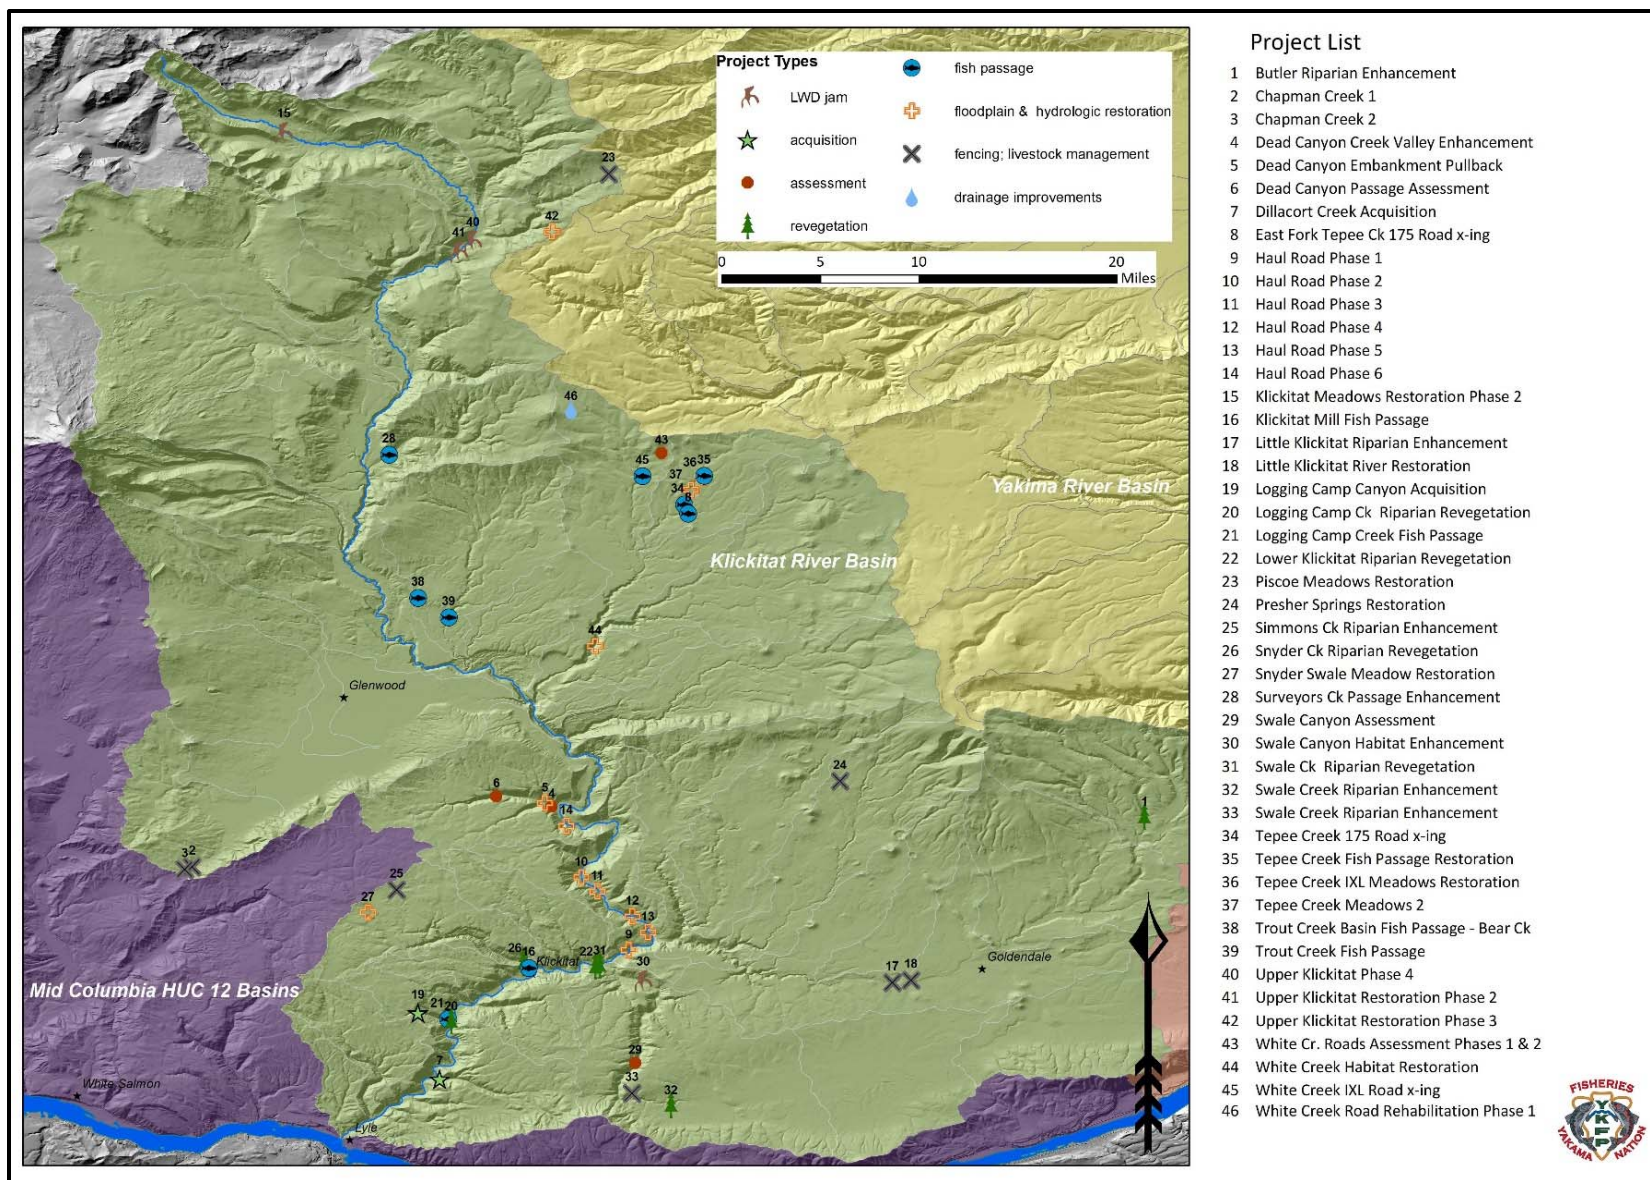 Project Types
LWD jam
acquisition
assessment
revegetation
fish passage
floodplain & hydrologic restoration
fencing; livestock management
drainage improvements
0 5 10 20
Miles
15
23
40
42
41
46
28
43
45
36 35
37
34
8
Yakima River Basin
Klickitat River Basin
38
39
44
Glenwood
24
6
5
4
14
1
3 2
10
11
25
27
12
13
9
26 16
22 31
Klickitat
30
17 18
Goldendale
Mid Columbia HUC 12 Basins
19
21
20
29
7
33
32
White Salmon
Lyle
Project List
1 Butler Riparian Enhancement
2 Chapman Creek 1
3 Chapman Creek 2
4 Dead Canyon Creek Valley Enhancement
5 Dead Canyon Embankment Pullback
6 Dead Canyon Passage Assessment
7 Dillacort Creek Acquisition
8 East Fork Tepee Ck 175 Road x-ing
9 Haul Road Phase 1
10 Haul Road Phase 2
11 Haul Road Phase 3
12 Haul Road Phase 4
13 Haul Road Phase 5
14 Haul Road Phase 6
15 Klickitat Meadows Restoration Phase 2
16 Klickitat Mill Fish Passage
17 Little Klickitat Riparian Enhancement
18 Little Klickitat River Restoration
19 Logging Camp Canyon Acquisition
20 Logging Camp Ck Riparian Revegetation
21 Logging Camp Creek Fish Passage
22 Lower Klickitat Riparian Revegetation
23 Piscoe Meadows Restoration
24 Presher Springs Restoration
25 Simmons Ck Riparian Enhancement
26 Snyder Ck Riparian Revegetation
27 Snyder Swale Meadow Restoration
28 Surveyors Ck Passage Enhancement
29 Swale Canyon Assessment
30 Swale Canyon Habitat Enhancement
31 Swale Ck Riparian Revegetation
32 Swale Creek Riparian Enhancement
33 Swale Creek Riparian Enhancement
34 Tepee Creek 175 Road x-ing
35 Tepee Creek Fish Passage Restoration
36 Tepee Creek IXL Meadows Restoration
37 Tepee Creek Meadows 2
38 Trout Creek Basin Fish Passage - Bear Ck
39 Trout Creek Fish Passage
40 Upper Klickitat Phase 4
41 Upper Klickitat Restoration Phase 2
42 Upper Klickitat Restoration Phase 3
43 White Cr. Roads Assessment Phases 1 & 2
44 White Creek Habitat Restoration
45 White Creek IXL Road x-ing
46 White Creek Road Rehabilitation Phase 1
FISHERIES
YKFP
YAKAMA NATION